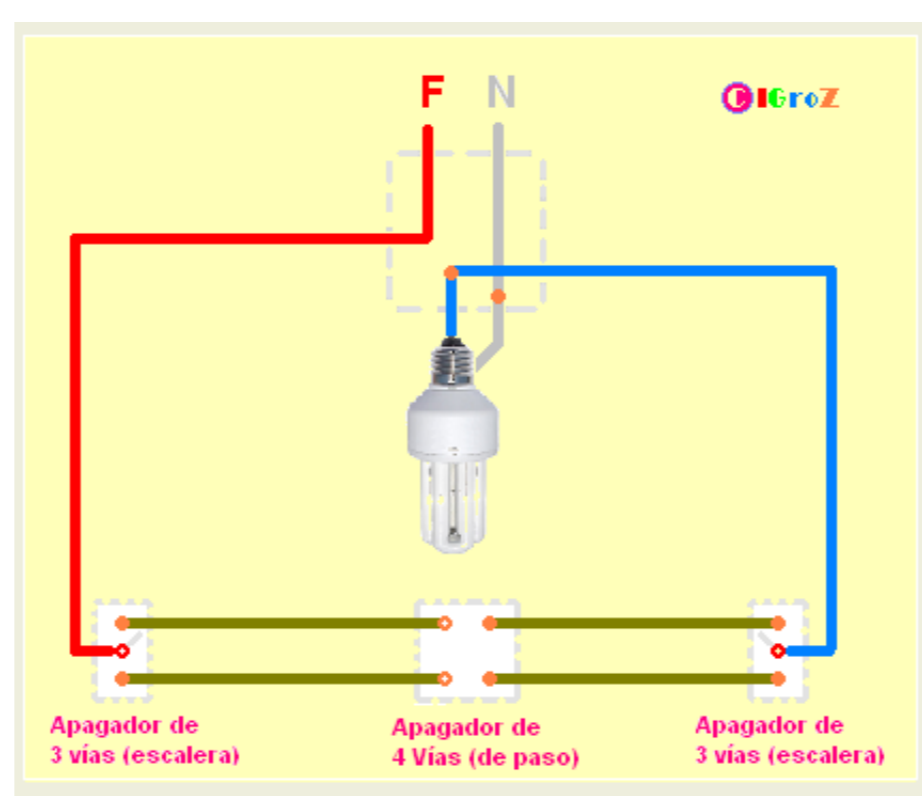 F N
CIGroZ
Apagador de
3 vías (escalera)
Apagador de
4 Vías (de paso)
Apagador de
3 vías (escalera)